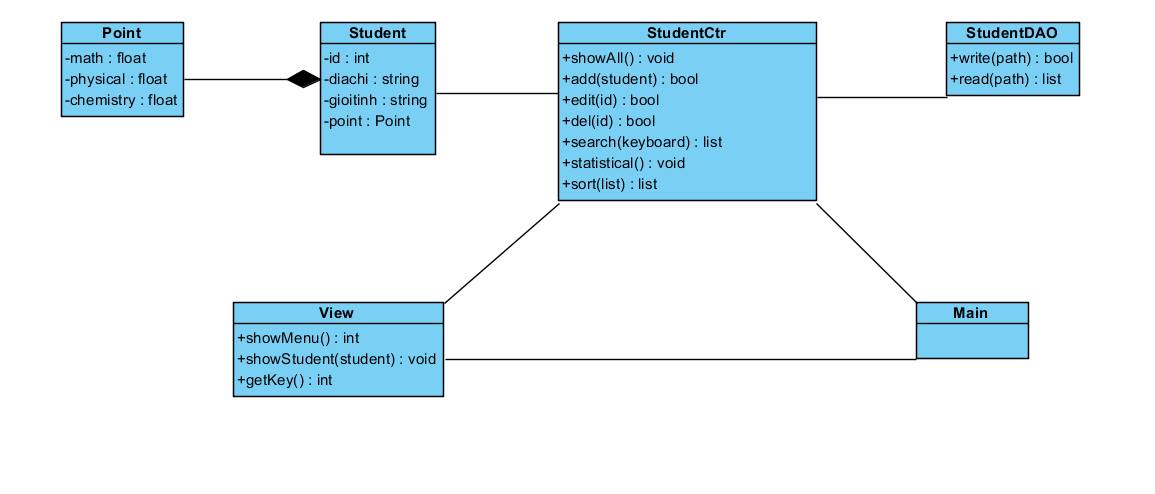 Point
-math : float
-physical : float
-chemistry : float
Student
-id : int
-diachi : string
-gioitinh : string
-point : Point
StudentCtr
+showAll() : void
+add(student) : bool
+edit(id) : bool
+del(id) : bool
+search(keyboard) : list
+statistical() : void
+sort(list) : list
StudentDAO
+write(path) : bool
+read(path) : list
View
+showMenu() : int
+showStudent(student) : void
+getKey() : int
Main